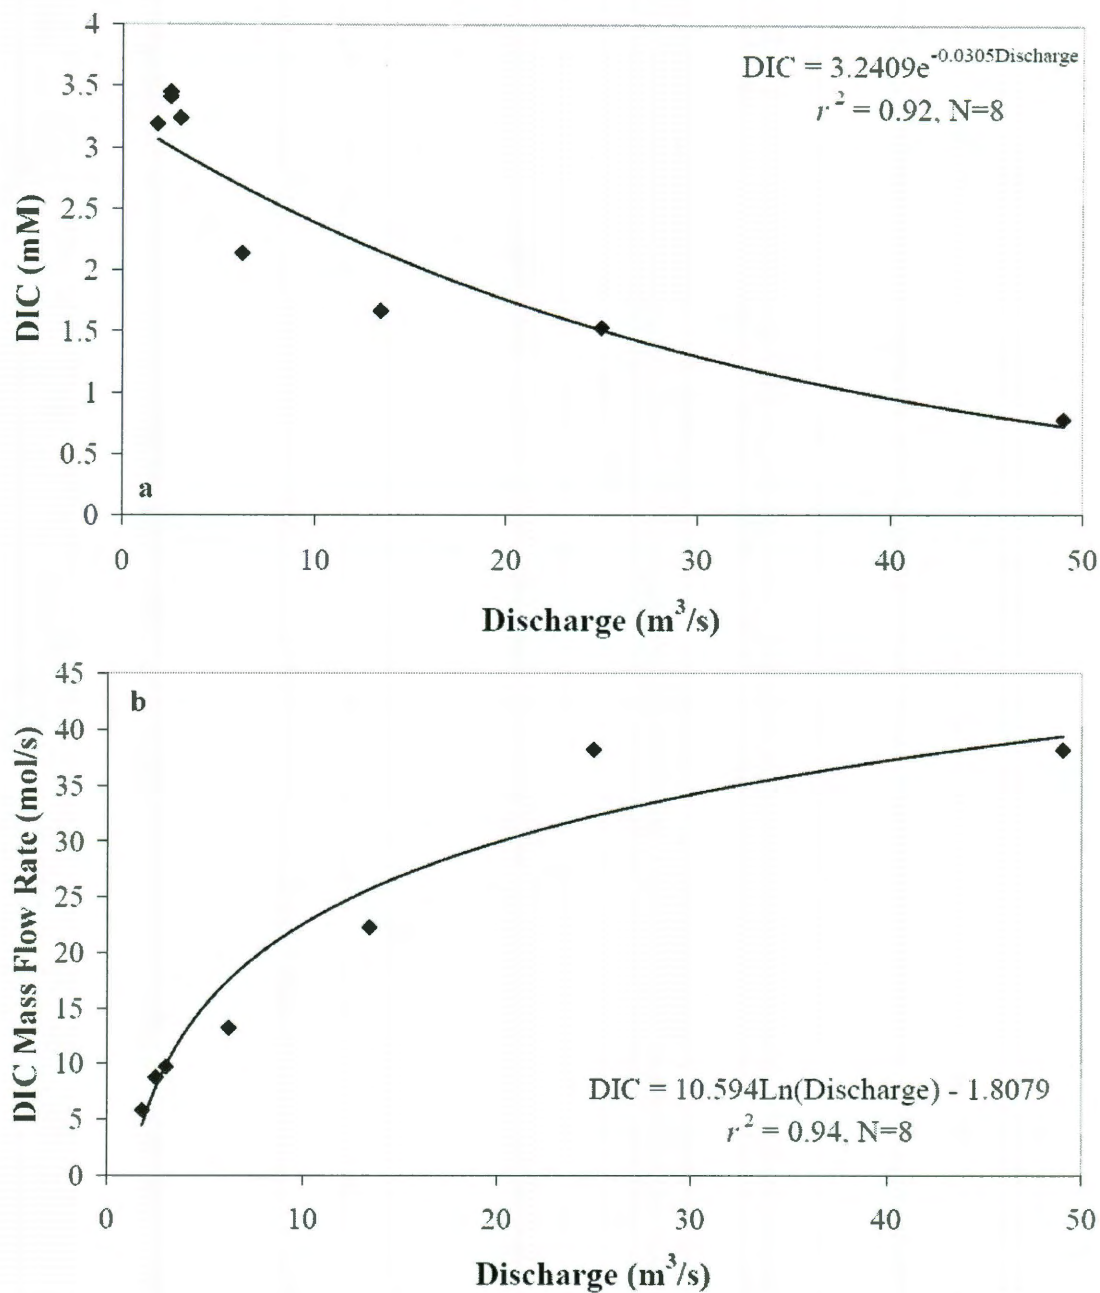 4
3.5
3
2.5
2
1.5
1
0.5
0
DIC (mM)
DIC = 3.2409e^-0.0305Discharge
r² = 0.92, N=8
a
0 10 20 30 40 50
Discharge (m³/s)
45
40
35
30
25
20
15
10
5
0
DIC Mass Flow Rate (mol/s)
b
DIC = 10.594Ln(Discharge) - 1.8079
r² = 0.94, N=8
0 10 20 30 40 50
Discharge (m³/s)